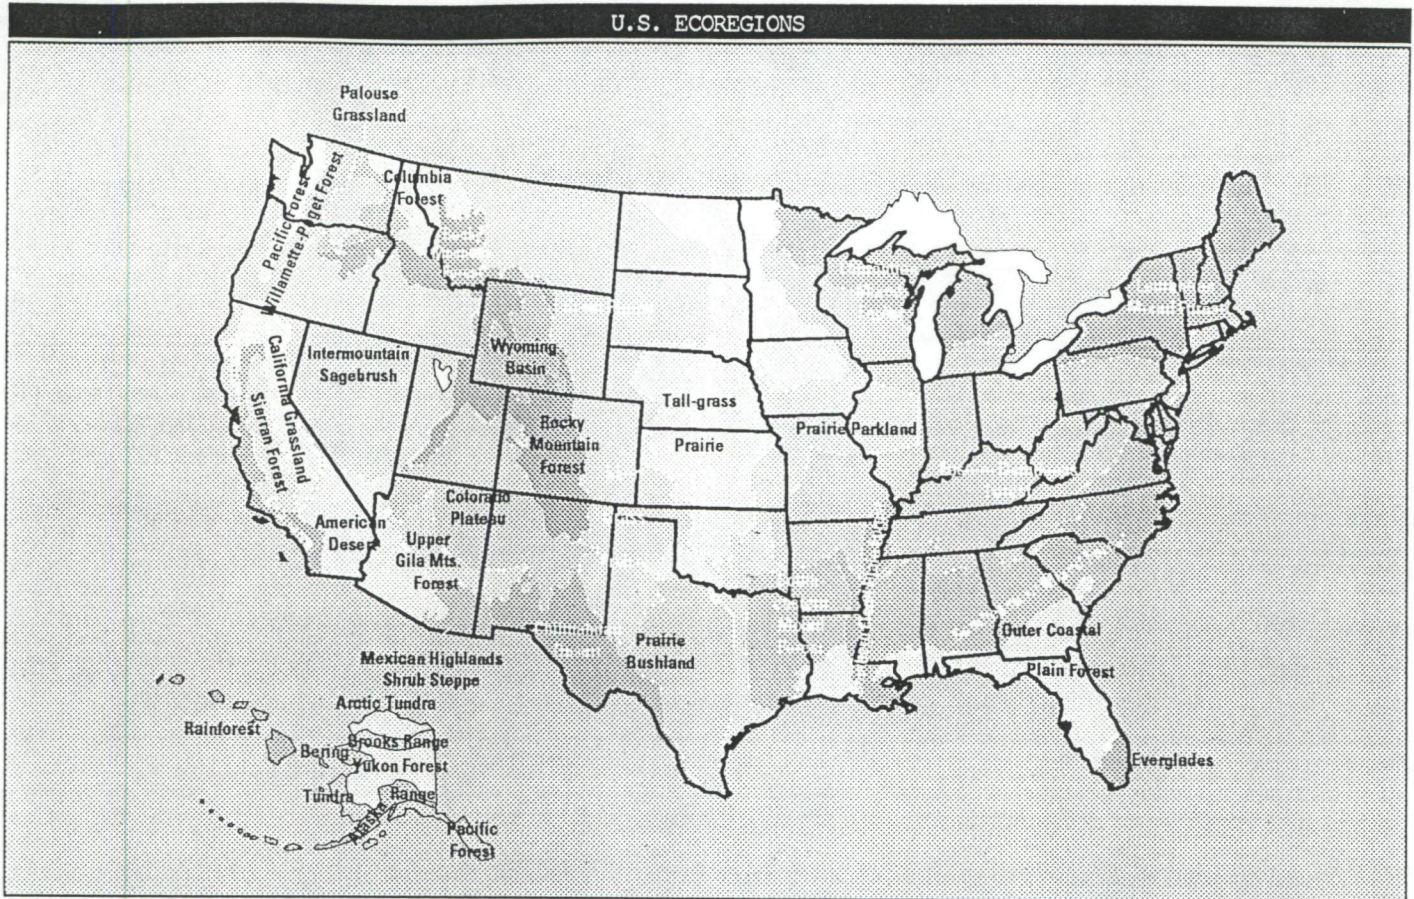 U.S. ECOREGIONS
Palouse
Grassland
Pacific Forest
Willamette-Puget Forest
Columbia
Forest
Intermountain
Sagebrush
Wyoming
Basin
California Grassland
Sierran Forest
Rocky
Mountain
Forest
Tall-grass
Prairie
Prairie Parkland
Colorado
Plateau
American
Desert
Upper
Gila Mts.
Forest
Prairie
Bushland
Outer Coastal
Plain Forest
Mexican Highlands
Shrub Steppe
Everglades
Rainforest
Arctic Tundra
Brooks Range
Bering
Yukon Forest
Tundra
Range
Alaska
Pacific
Forest